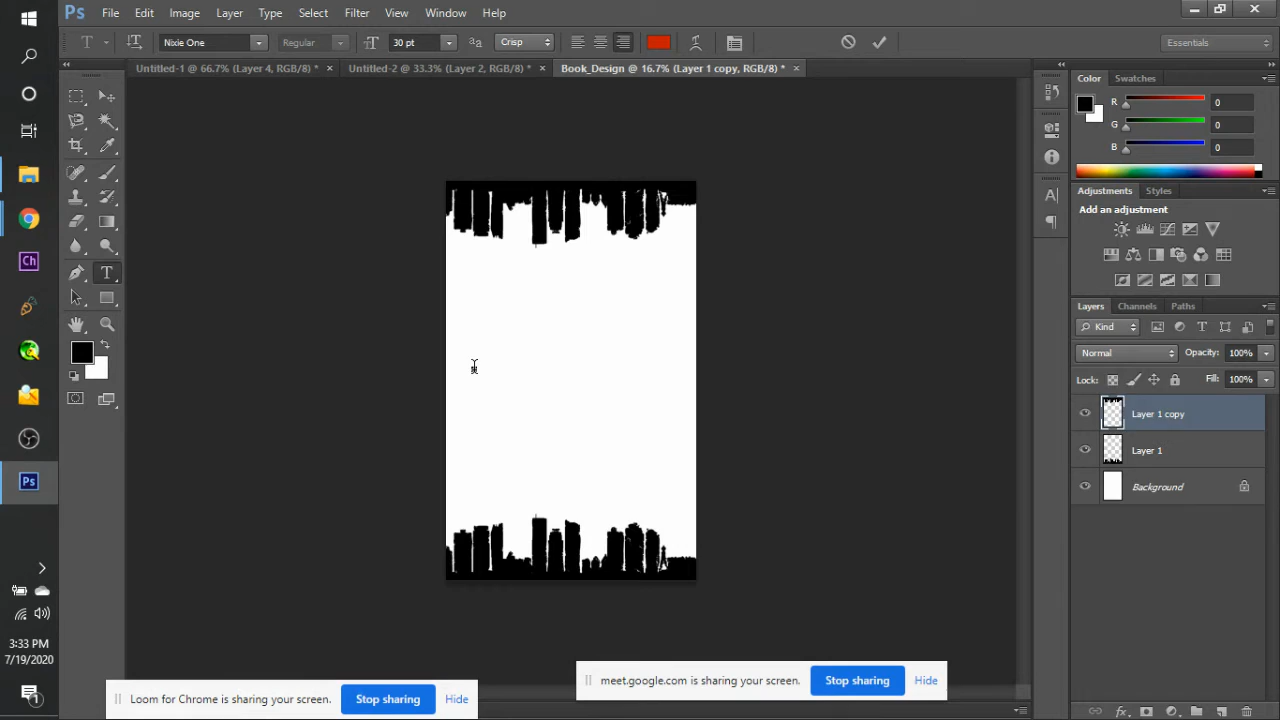 Ps File Edit Image Layer Type Select Filter View Window Help
T Nixie One Regular 30 pt Crisp Essentials
Untitled-1 @ 66.7% (Layer 4, RGB/8) * × Untitled-2 @ 33.3% (Layer 2, RGB/8) * × Book_Design @ 16.7% (Layer 1 copy, RGB/8) * ×
Color Swatches
R 0
G 0
B 0
Adjustments Styles
Add an adjustment
Layers Channels Paths
Kind
Normal Opacity: 100%
Lock: Fill: 100%
Layer 1 copy
Layer 1
Background
Ch
Ps
3:33 PM
7/19/2020
1
Loom for Chrome is sharing your screen. Stop sharing Hide
meet.google.com is sharing your screen. Stop sharing Hide